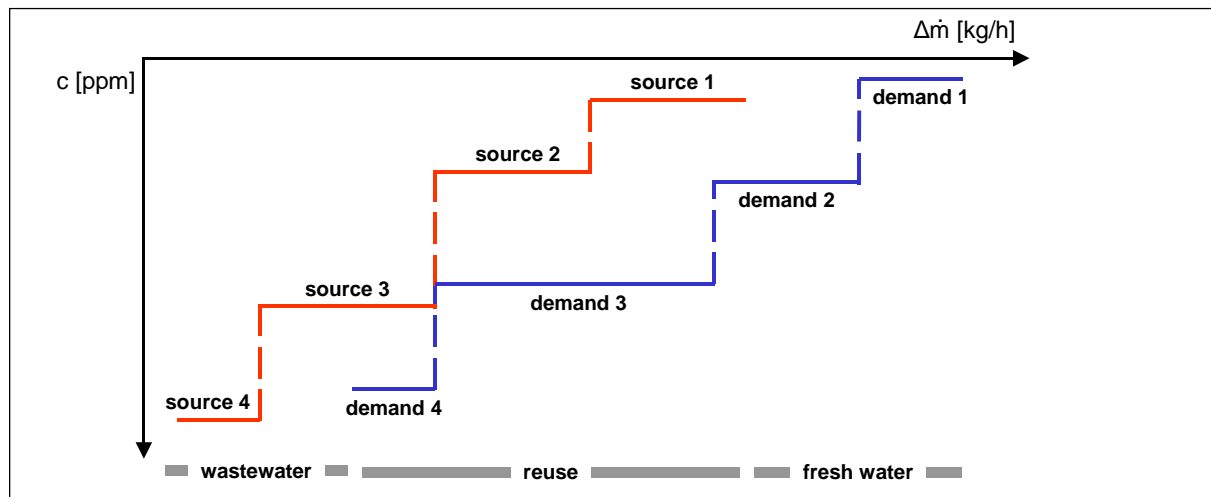 Δṁ [kg/h]
c [ppm]
source 1
demand 1
source 2
demand 2
source 3
demand 3
source 4
demand 4
wastewater
reuse
fresh water